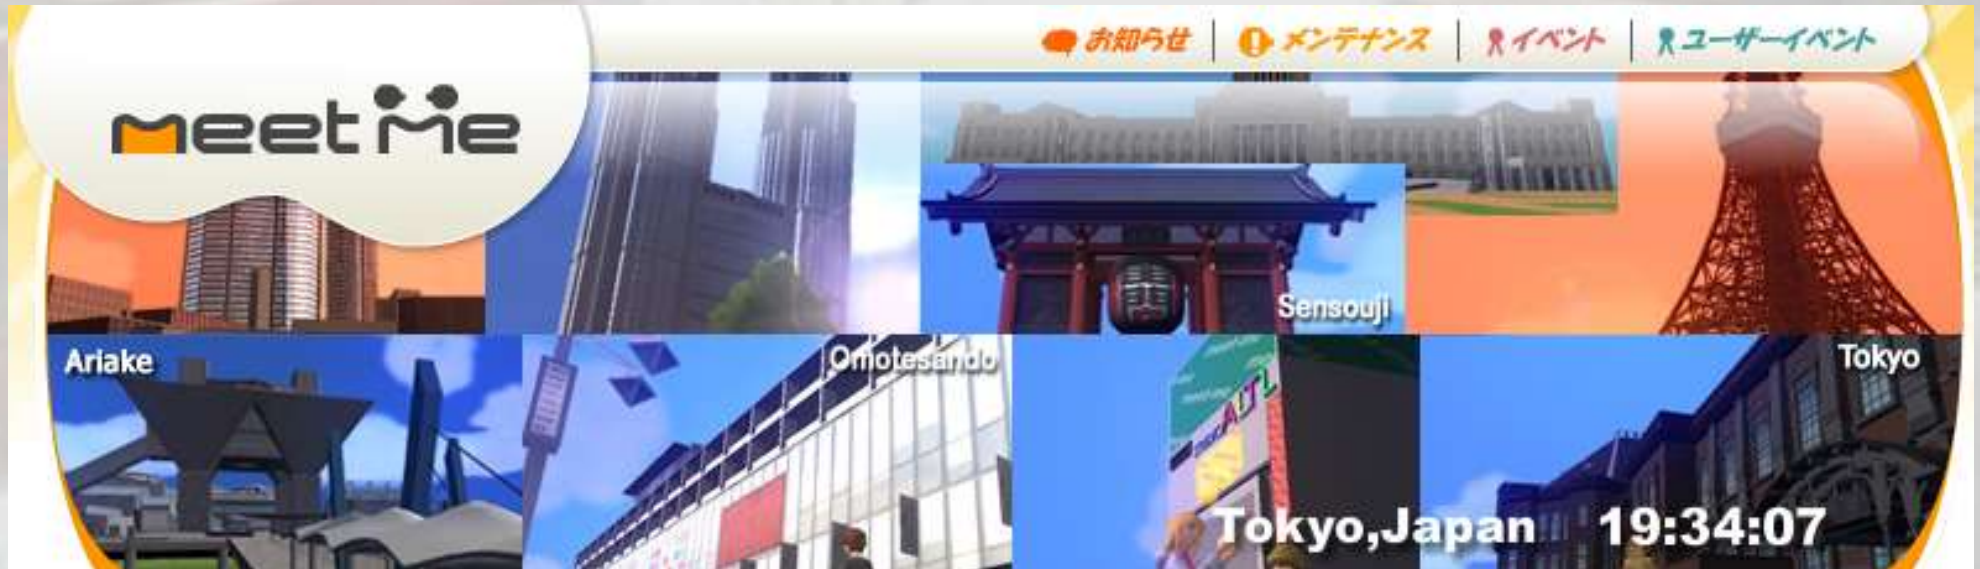 お知らせ
メンテナンス
イベント
ユーザーイベント
meet Me
Sensouji
Ariake
Omotesando
Tokyo
ALTL
Tokyo,Japan 19:34:07